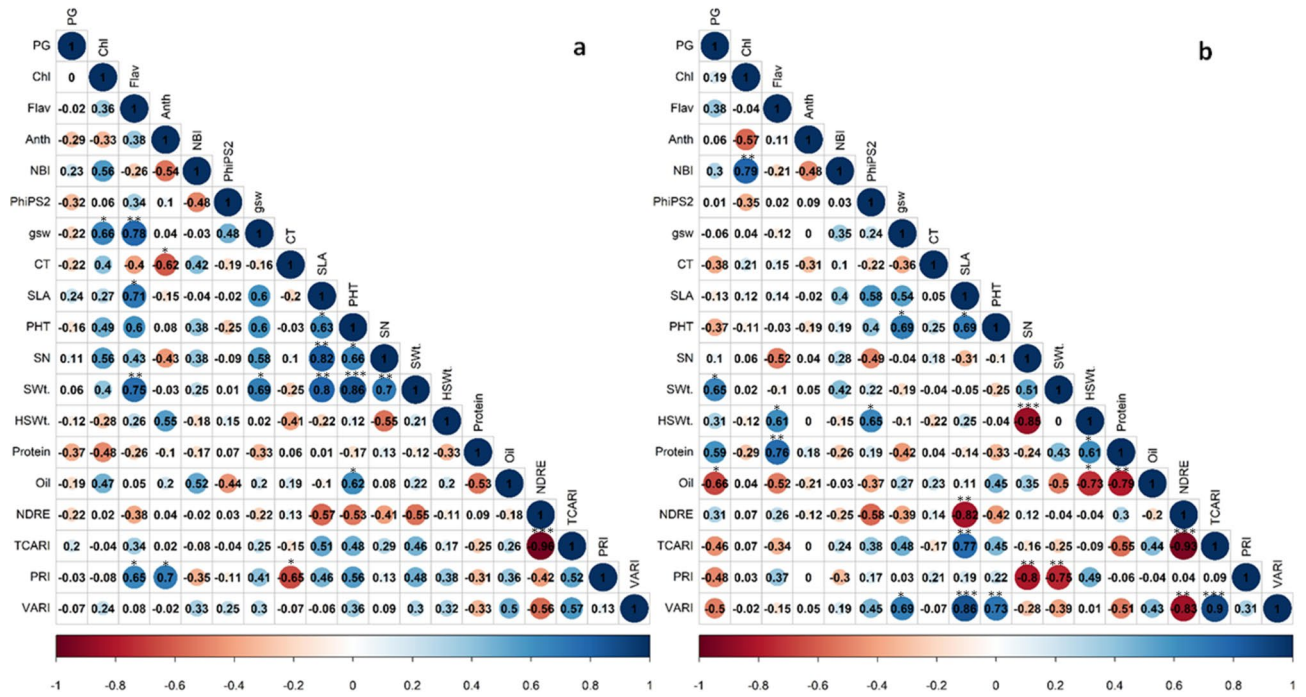 a
PG
PG 1 Chl
Chl 0 1 Flav
Flav -0.02 0.36 1 Anth
Anth -0.29 -0.33 0.38 1 NBI
NBI 0.23 0.56 -0.26 -0.54 1 PhiPS2
PhiPS2 -0.32 0.06 0.34 0.1 -0.48 1 gsw
* **
gsw -0.22 0.66 0.78 0.04 -0.03 0.48 1 CT
*
CT -0.22 0.4 -0.4 -0.62 0.42 -0.19 -0.16 1 SLA
*
SLA 0.24 0.27 0.71 -0.15 -0.04 -0.02 0.6 -0.2 1 PHT
*
PHT -0.16 0.49 0.6 0.08 0.38 -0.25 0.6 -0.03 0.63 1 SN
** *
SN 0.11 0.56 0.43 -0.43 0.38 -0.09 0.58 0.1 0.82 0.66 1 SWt.
** * ** *** **
SWt. 0.06 0.4 0.75 -0.03 0.25 0.01 0.69 -0.25 0.8 0.86 0.7 1 HSWt.
HSWt. -0.12 -0.28 0.26 0.55 -0.18 0.15 0.02 -0.41 -0.22 0.12 -0.55 0.21 1 Protein
Protein -0.37 -0.48 -0.26 -0.1 -0.17 0.07 -0.33 0.06 0.01 -0.17 0.13 -0.12 -0.33 1 Oil
*
Oil -0.19 0.47 0.05 0.2 0.52 -0.44 0.2 0.19 -0.1 0.62 0.08 0.22 0.2 -0.53 1 NDRE
NDRE -0.22 0.02 -0.38 0.04 -0.02 0.03 -0.22 0.13 -0.57 -0.53 -0.41 -0.55 -0.11 0.09 -0.18 1 TCARI
***
TCARI 0.2 -0.04 0.34 0.02 -0.08 -0.04 0.25 -0.15 0.51 0.48 0.29 0.46 0.17 -0.25 0.26 -0.96 1 PRI
* * *
PRI -0.03 -0.08 0.65 0.7 -0.35 -0.11 0.41 -0.65 0.46 0.56 0.13 0.48 0.38 -0.31 0.36 -0.42 0.52 1 VARI
VARI -0.07 0.24 0.08 -0.02 0.33 0.25 0.3 -0.07 -0.06 0.36 0.09 0.3 0.32 -0.33 0.5 -0.56 0.57 0.13 1
-1 -0.8 -0.6 -0.4 -0.2 0 0.2 0.4 0.6 0.8 1
b
PG
PG 1 Chl
Chl 0.19 1 Flav
Flav 0.38 -0.04 1 Anth
Anth 0.06 -0.57 0.11 1 NBI
**
NBI 0.3 0.79 -0.21 -0.48 1 PhiPS2
PhiPS2 0.01 -0.35 0.02 0.09 0.03 1 gsw
gsw -0.06 0.04 -0.12 0 0.35 0.24 1 CT
CT -0.38 0.21 0.15 -0.31 0.1 -0.22 -0.36 1 SLA
SLA -0.13 0.12 0.14 -0.02 0.4 0.58 0.54 0.05 1 PHT
* *
PHT -0.37 -0.11 -0.03 -0.19 0.19 0.4 0.69 0.25 0.69 1 SN
SN 0.1 0.06 -0.52 0.04 0.28 -0.49 -0.04 0.18 -0.31 -0.1 1 SWt.
*
SWt. 0.65 0.02 -0.1 0.05 0.42 0.22 -0.19 -0.04 -0.05 -0.25 0.51 1 HSWt.
* * ***
HSWt. 0.31 -0.12 0.61 0 -0.18 0.65 -0.1 -0.22 0.25 -0.04 -0.85 0 1 Protein
** *
Protein 0.59 -0.29 0.76 0.18 -0.26 0.19 -0.42 -0.04 -0.14 -0.33 -0.24 0.43 0.61 1 Oil
* * **
Oil -0.66 0.04 -0.52 -0.21 -0.03 -0.37 0.27 0.23 0.11 0.45 0.35 -0.5 -0.73 -0.79 1 NDRE
**
NDRE 0.31 0.07 0.26 -0.12 -0.25 -0.58 -0.39 0.14 -0.82 -0.42 0.12 -0.04 -0.04 0.3 -0.2 1 TCARI
** ***
TCARI -0.46 0.07 -0.34 0 0.24 0.38 0.48 -0.17 0.77 0.45 -0.16 -0.25 -0.09 -0.55 0.44 -0.93 1 PRI
** **
PRI -0.48 0.03 0.37 0 -0.3 0.17 0.03 0.21 0.19 0.22 -0.8 -0.75 0.49 -0.06 -0.04 0.04 0.09 1 VARI
* *** * ** ***
VARI -0.5 -0.02 -0.15 0.05 0.19 0.45 0.69 -0.07 0.86 0.73 -0.28 -0.39 0.01 -0.51 0.43 -0.83 0.9 0.31 1
-1 -0.8 -0.6 -0.4 -0.2 0 0.2 0.4 0.6 0.8 1